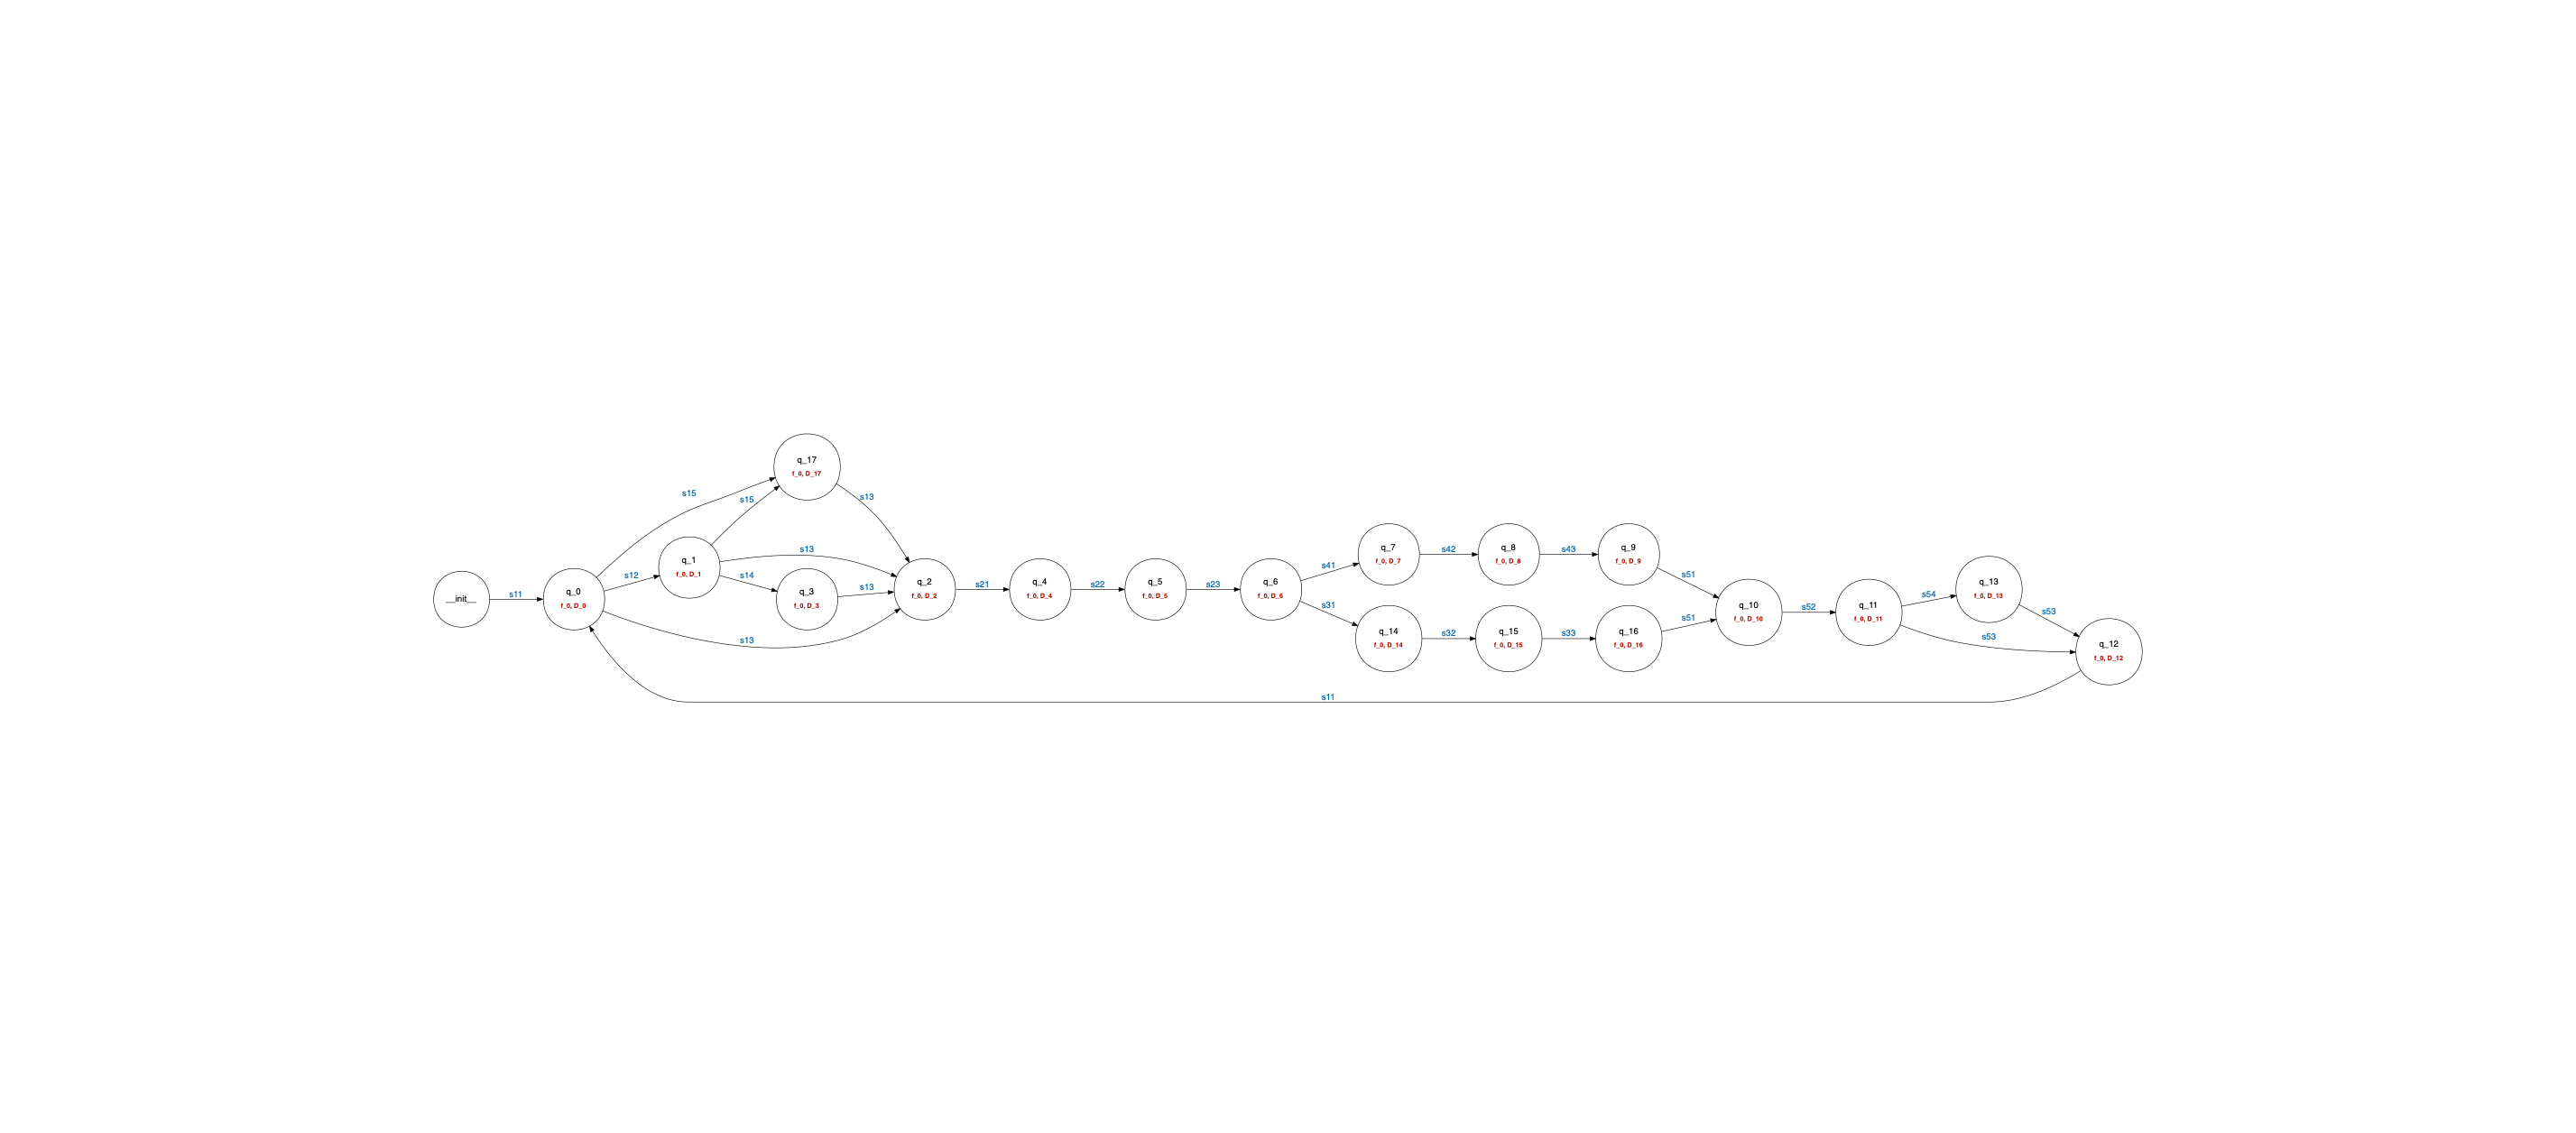 q_17
f_0, D_17
s15
s15
s13
q_1
f_0, D_1
s13
s12
s14
__init__
s11
q_0
f_0, D_0
q_3
f_0, D_3
s13
s13
q_2
f_0, D_2
s21
q_4
f_0, D_4
s22
q_5
f_0, D_5
s23
q_6
f_0, D_6
s41
q_7
f_0, D_7
s42
q_8
f_0, D_8
s43
q_9
f_0, D_9
s51
s31
q_14
f_0, D_14
s32
q_15
f_0, D_15
s33
q_16
f_0, D_16
s51
q_10
f_0, D_10
s52
q_11
f_0, D_11
s54
q_13
f_0, D_13
s53
s53
q_12
f_0, D_12
s11